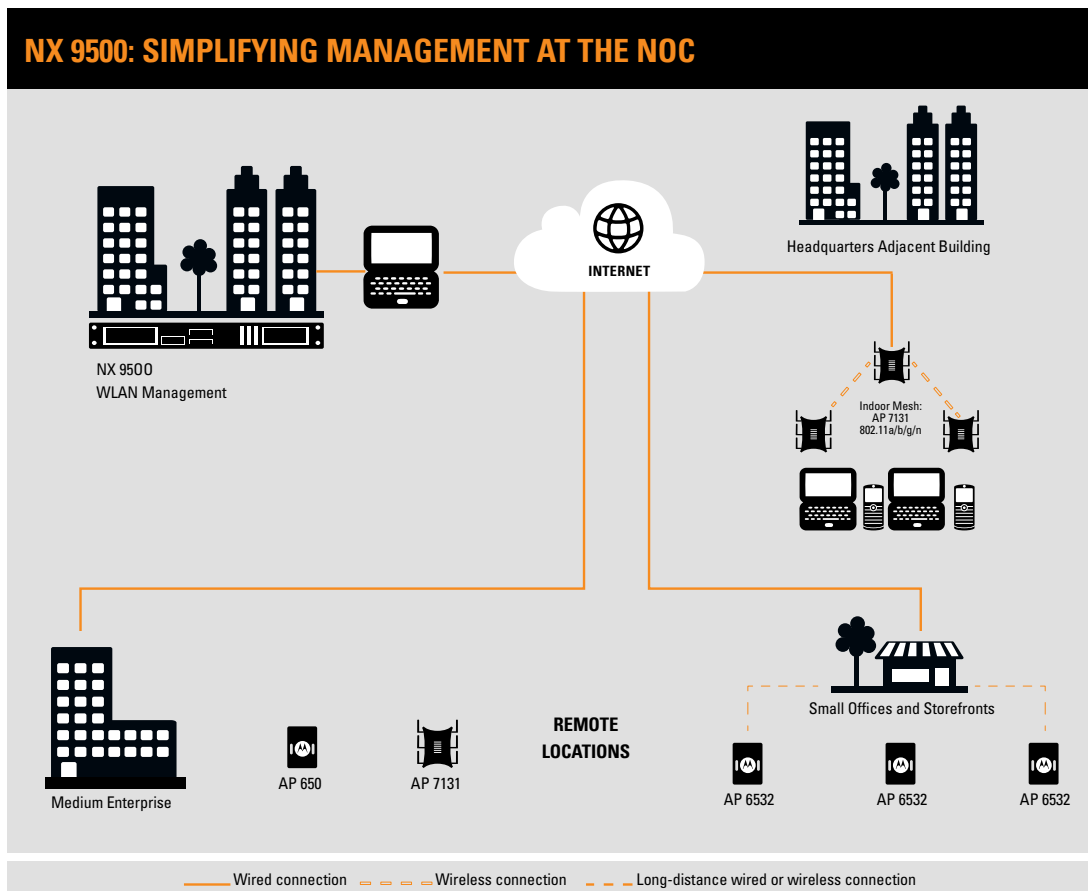 NX 9500: SIMPLIFYING MANAGEMENT AT THE NOC
INTERNET
Headquarters Adjacent Building
NX 9500
WLAN Management
Indoor Mesh:
AP 7131
802.11a/b/g/n
Small Offices and Storefronts
REMOTE
LOCATIONS
Medium Enterprise
AP 650
AP 7131
AP 6532
AP 6532
AP 6532
Wired connection
Wireless connection
Long-distance wired or wireless connection